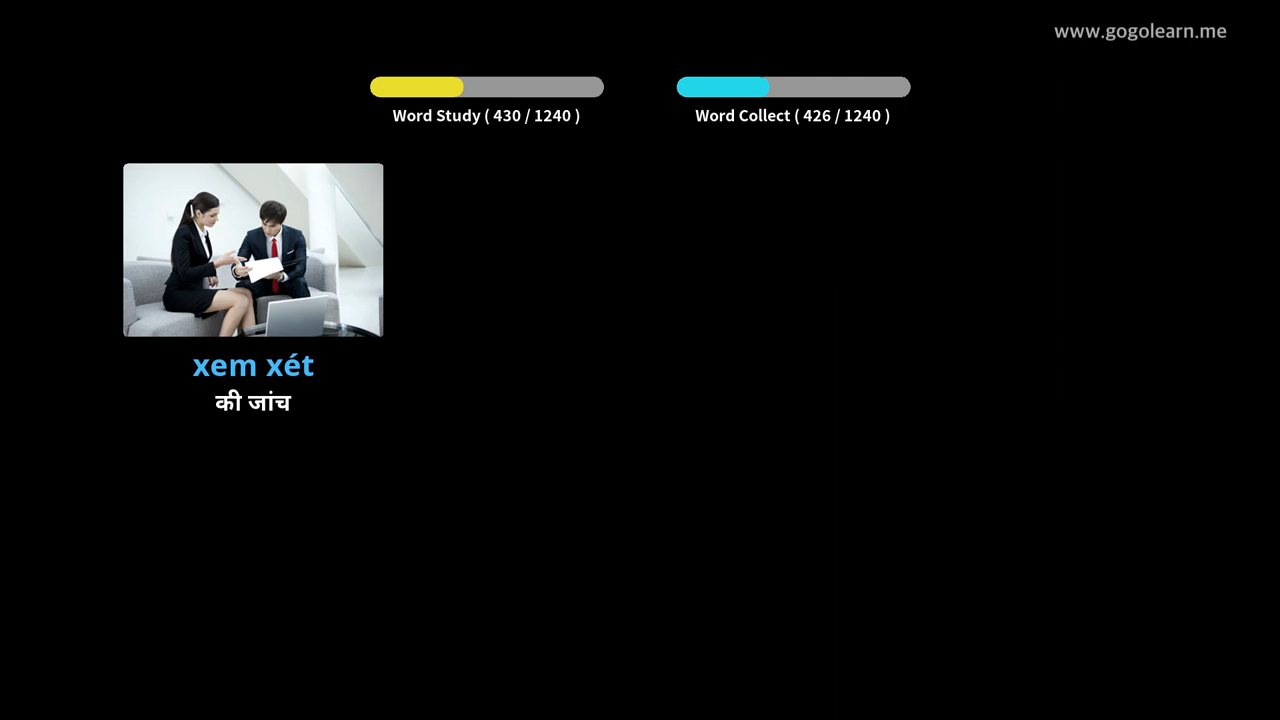 www.gogolearn.me
Word Study ( 430 / 1240 )
Word Collect ( 426 / 1240 )
xem xét
की जांच